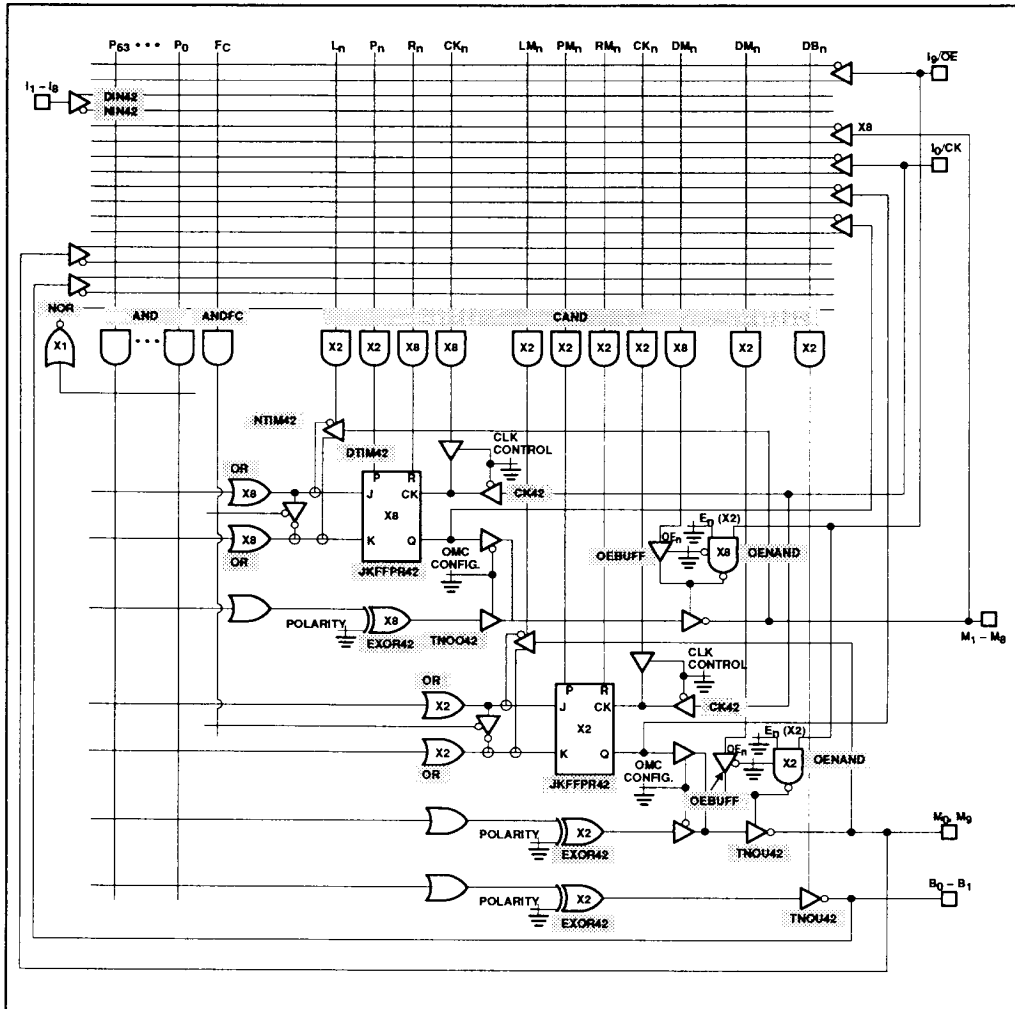 P63 ••• P0 FC Ln Pn Rn CKn LMn PMn RMn CKn DMn DMn DBn
I9/OE
I1 – I8
DIN42
NIN42
X8
I0/CK
NOR AND ANDFC CAND
X1 ••• X2 X2 X8 X8 X2 X2 X2 X2 X8 X2 X2
NTIM42
DTIM42
CLK
CONTROL
OR
X8 J P R CK
CK42
X8
X8 K Q
OR
JKFFPR42
OMC
CONFIG.
En (X2)
OFn
OEBUFF
X8
OENAND
POLARITY
X8
EXOR42
TNOO42
M1 – M8
CLK
CONTROL
OR
X2 J P R CK
CK42
X2
X2 K Q
OR
JKFFPR42
OMC
CONFIG.
En (X2)
OFn
X2
OENAND
OEBUFF
POLARITY
X2
EXOR42
TNOU42
M0, M9
POLARITY
X2
EXOR42
TNOU42
B0 – B1